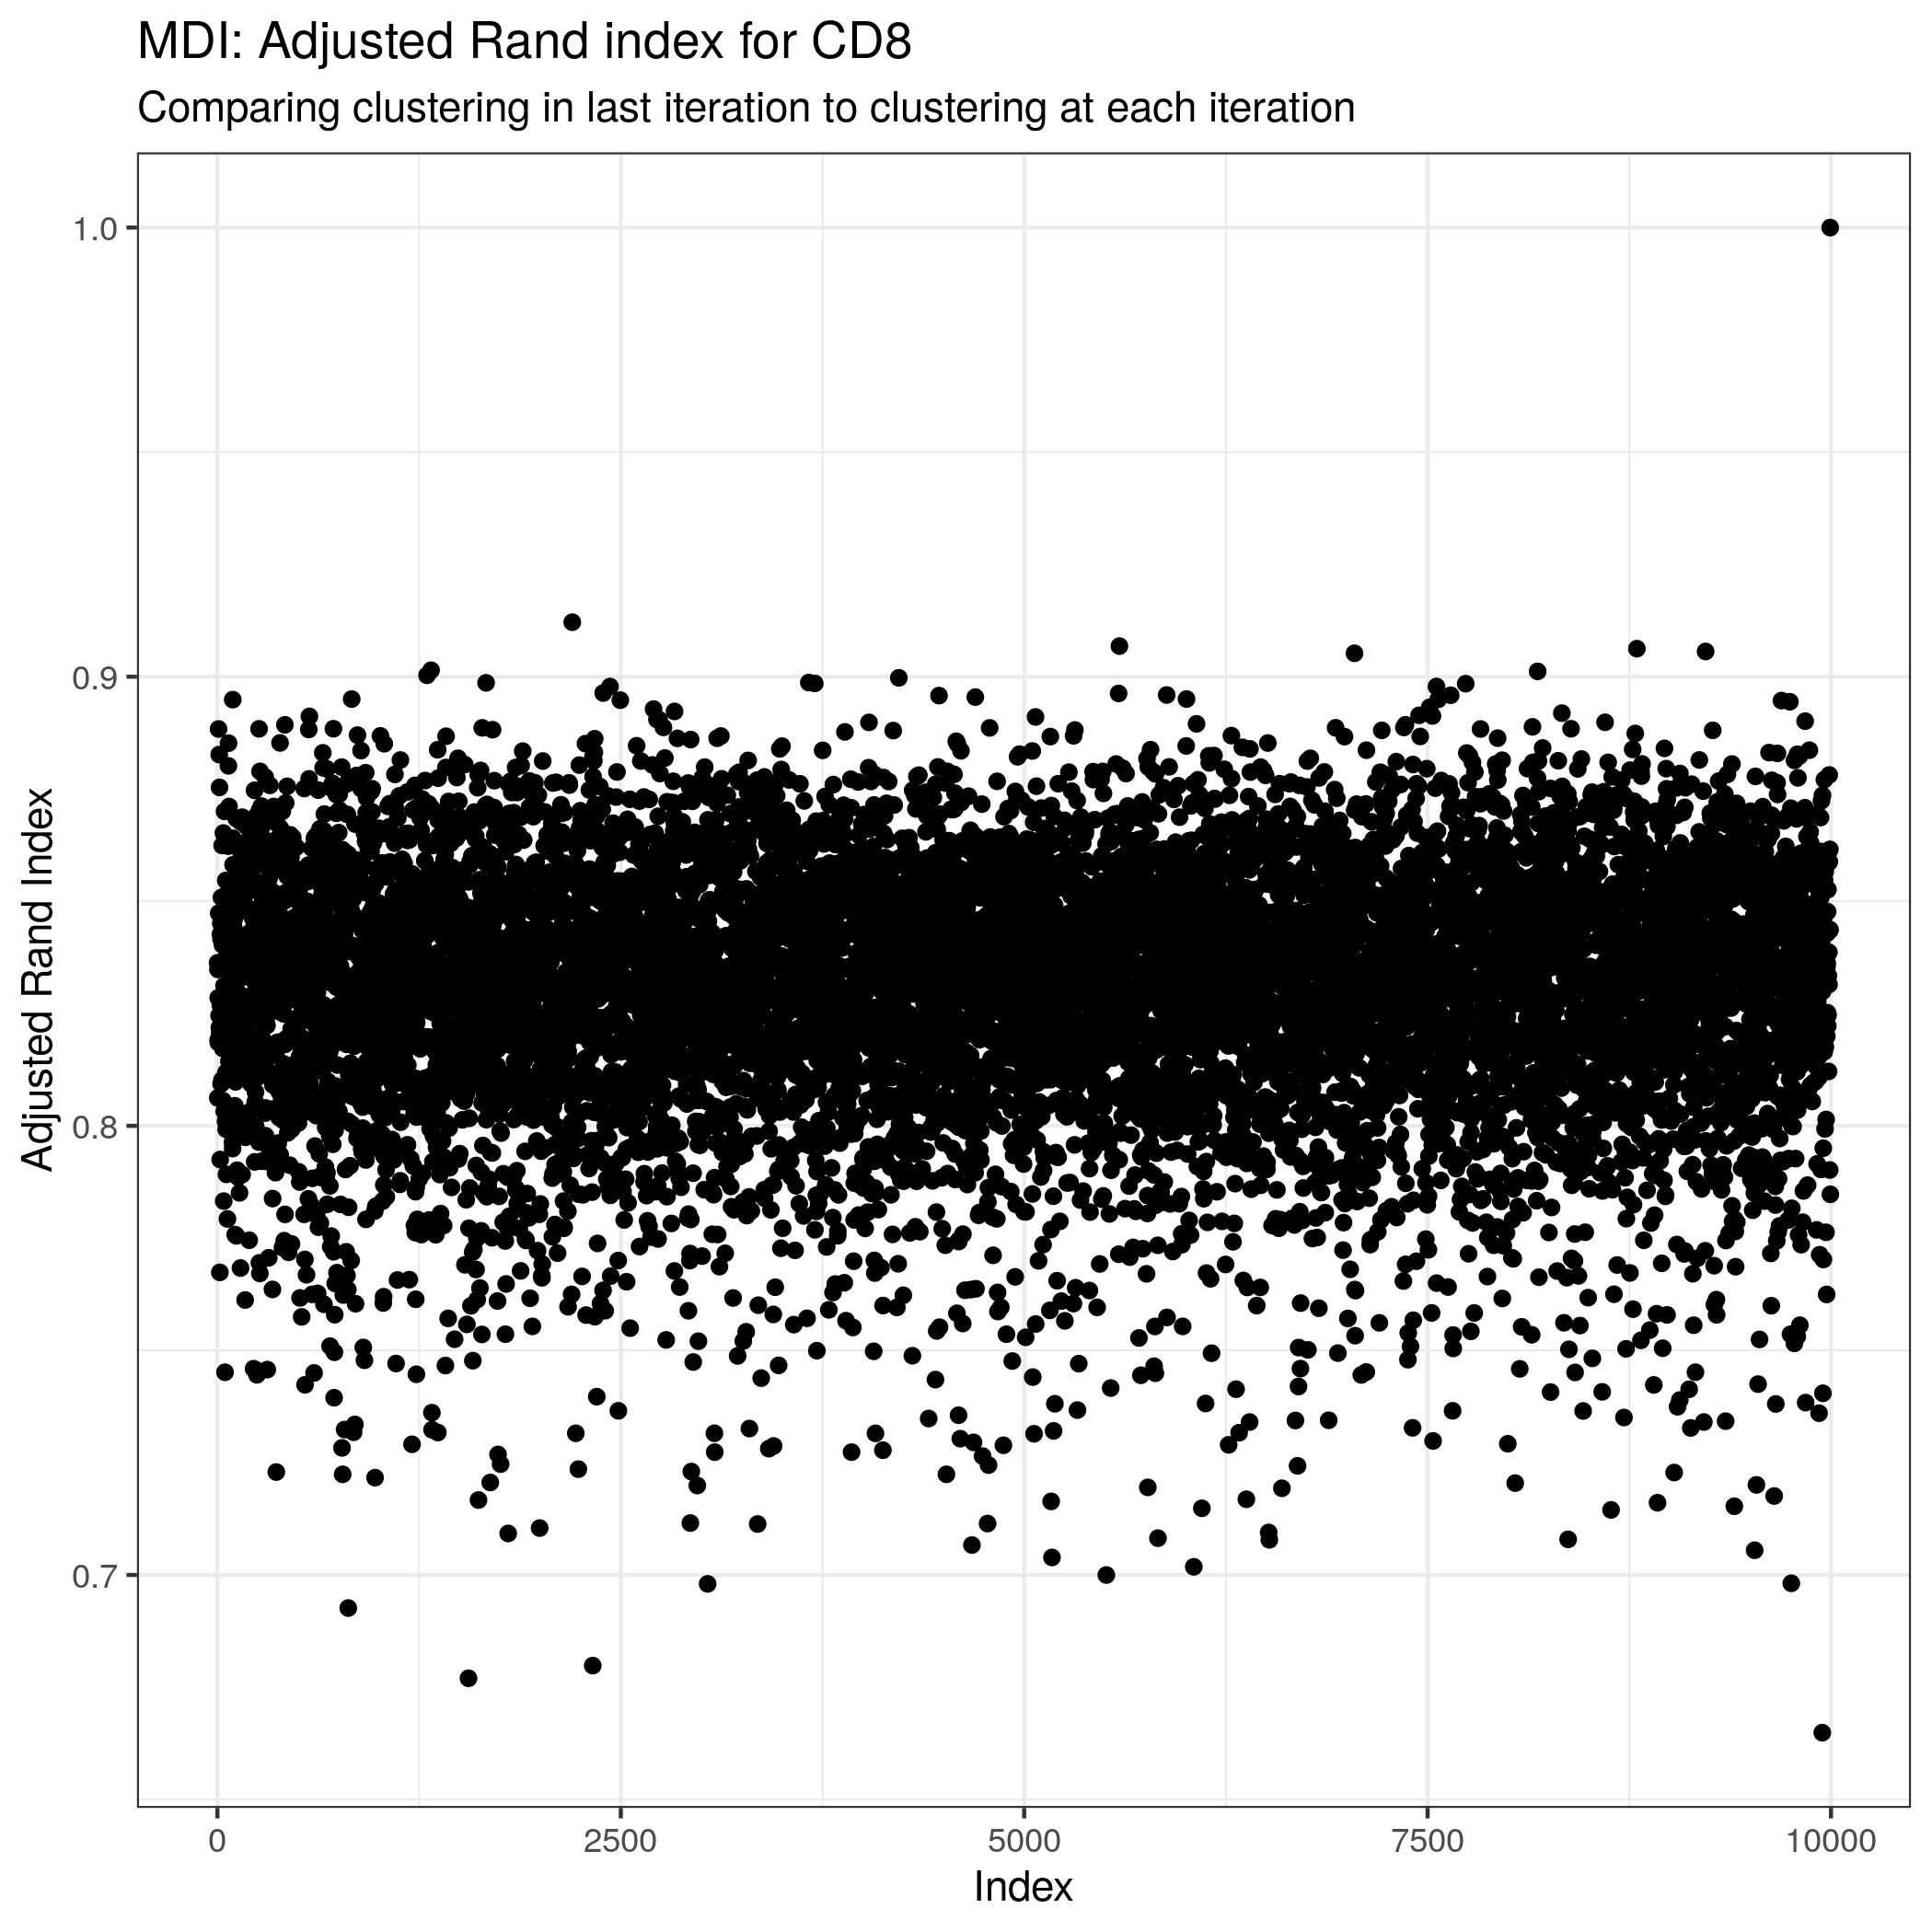 MDI: Adjusted Rand index for CD8
Comparing clustering in last iteration to clustering at each iteration
Adjusted Rand Index
1.0
0.9
0.8
0.7
0
2500
5000
7500
10000
Index